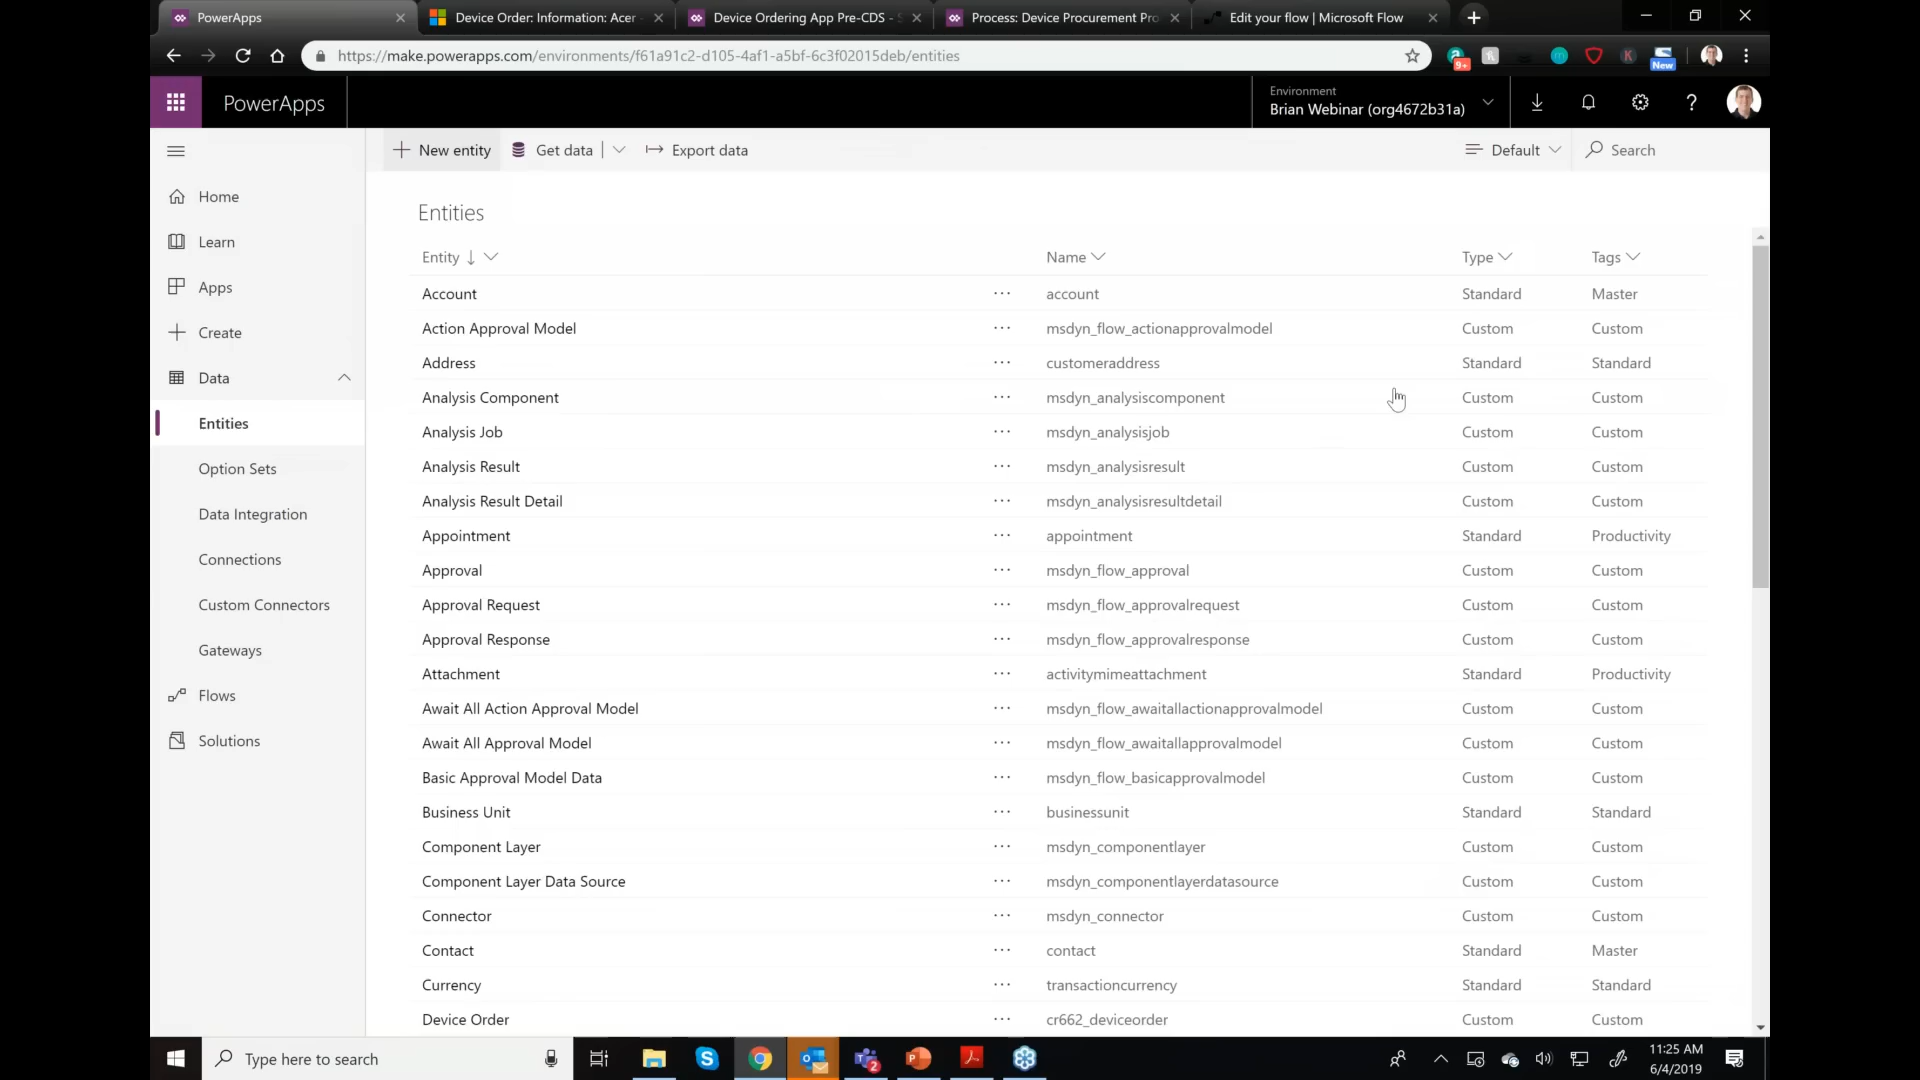 PowerApps
Device Order: Information: Acer
Device Ordering App Pre-CDS - S
Process: Device Procurement Pro
Edit your flow | Microsoft Flow
https://make.powerapps.com/environments/f61a91c2-d105-4af1-a5bf-6c3f02015deb/entities
9+
New
PowerApps
Environment
Brian Webinar (org4672b31a)
New entity
Get data
Export data
Default
Search
Home
Learn
Apps
Create
Data
Entities
Option Sets
Data Integration
Connections
Custom Connectors
Gateways
Flows
Solutions
Entities
Entity Name Type Tags
Account ··· account Standard Master
Action Approval Model ··· msdyn_flow_actionapprovalmodel Custom Custom
Address ··· customeraddress Standard Standard
Analysis Component ··· msdyn_analysiscomponent Custom Custom
Analysis Job ··· msdyn_analysisjob Custom Custom
Analysis Result ··· msdyn_analysisresult Custom Custom
Analysis Result Detail ··· msdyn_analysisresultdetail Custom Custom
Appointment ··· appointment Standard Productivity
Approval ··· msdyn_flow_approval Custom Custom
Approval Request ··· msdyn_flow_approvalrequest Custom Custom
Approval Response ··· msdyn_flow_approvalresponse Custom Custom
Attachment ··· activitymimeattachment Standard Productivity
Await All Action Approval Model ··· msdyn_flow_awaitallactionapprovalmodel Custom Custom
Await All Approval Model ··· msdyn_flow_awaitallapprovalmodel Custom Custom
Basic Approval Model Data ··· msdyn_flow_basicapprovalmodel Custom Custom
Business Unit ··· businessunit Standard Standard
Component Layer ··· msdyn_componentlayer Custom Custom
Component Layer Data Source ··· msdyn_componentlayerdatasource Custom Custom
Connector ··· msdyn_connector Custom Custom
Contact ··· contact Standard Master
Currency ··· transactioncurrency Standard Standard
Device Order ··· cr662_deviceorder Custom Custom
Type here to search
2
11:25 AM
6/4/2019